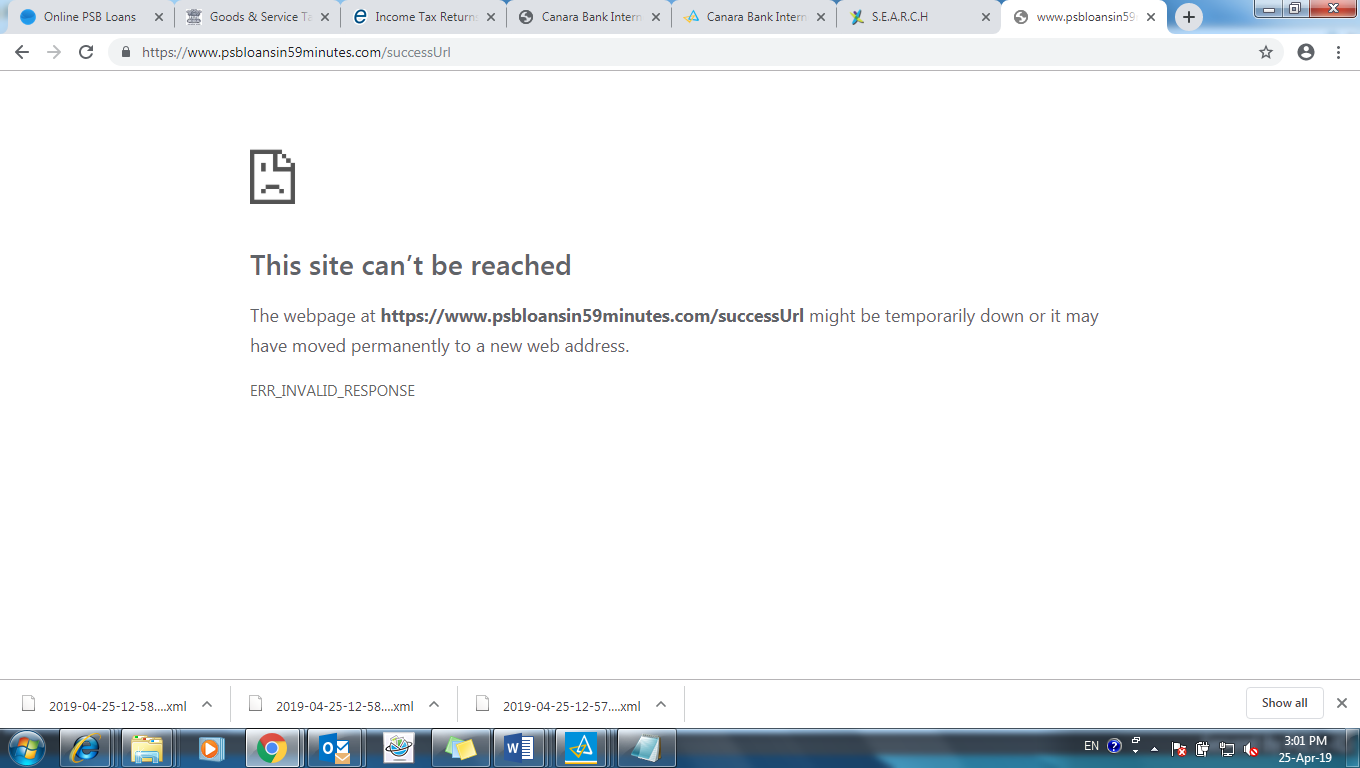 Online PSB Loans
Goods & Service Ta
Income Tax Return
Canara Bank Intern
Canara Bank Intern
S.E.A.R.C.H
www.psbloansin59
https://www.psbloansin59minutes.com/successUrl
This site can’t be reached
The webpage at https://www.psbloansin59minutes.com/successUrl might be temporarily down or it may
have moved permanently to a new web address.
ERR_INVALID_RESPONSE
2019-04-25-12-58....xml
2019-04-25-12-58....xml
2019-04-25-12-57....xml
Show all
EN
3:01 PM
25-Apr-19